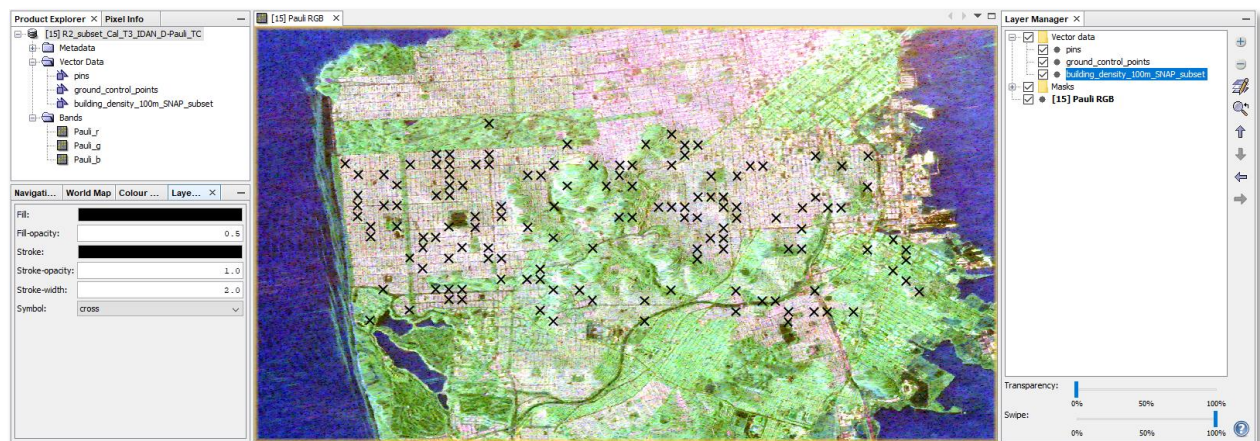 Product Explorer × Pixel Info
[15] R2_subset_Cal_T3_IDAN_D-Pauli_TC
Metadata
Vector Data
pins
ground_control_points
building_density_100m_SNAP_subset
Bands
Pauli_r
Pauli_g
Pauli_b
Navigati... World Map Colour ... Laye... ×
Fill:
Fill-opacity: 0.5
Stroke:
Stroke-opacity: 1.0
Stroke-width: 2.0
Symbol: cross
[15] Pauli RGB ×
Layer Manager ×
Vector data
pins
ground_control_points
building_density_100m_SNAP_subset
Masks
[15] Pauli RGB
Transparency:
0% 50% 100%
Swipe:
0% 50% 100%